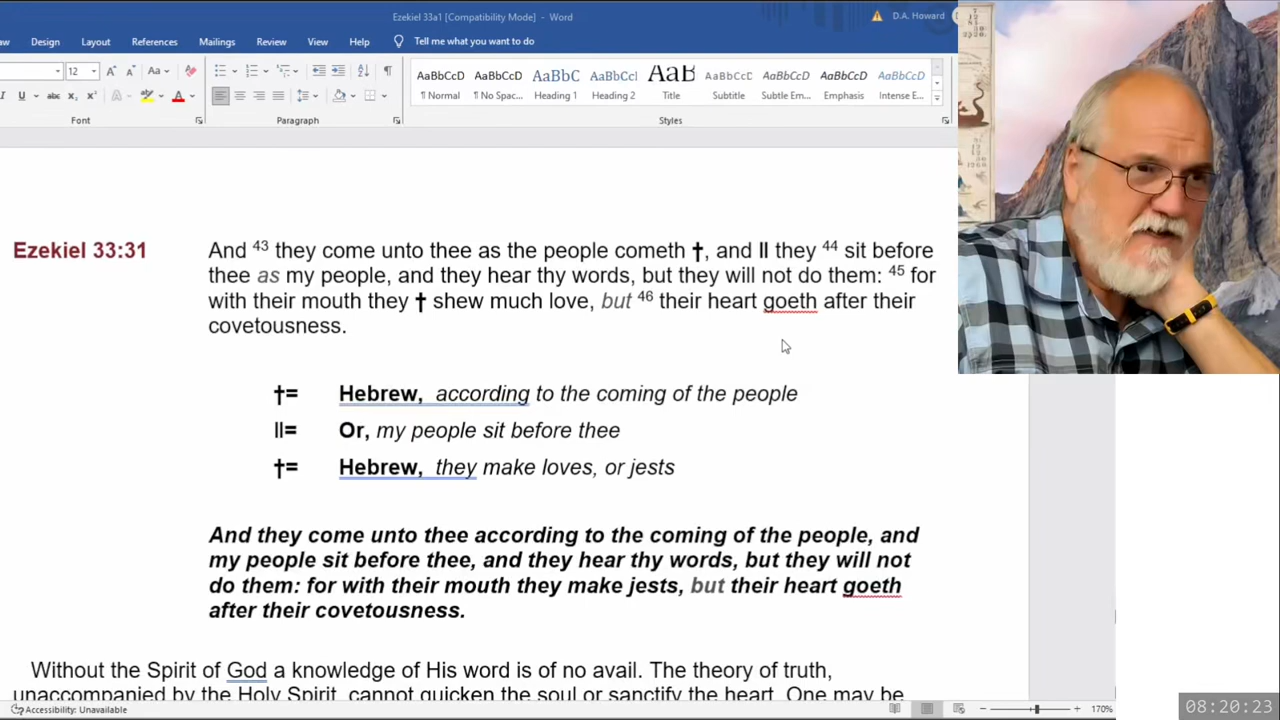 Ezekiel 33a1 [Compatibility Mode] - Word
D.A. Howard
aw Design Layout References Mailings Review View Help Tell me what you want to do
12
Aa
AaBbCcD AaBbCcD AaBbC AaBbCcI AaB AaBbCcD AaBbCcD AaBbCcD AaBbCcD
¶ Normal ¶ No Spac... Heading 1 Heading 2 Title Subtitle Subtle Em... Emphasis Intense E...
Font Paragraph Styles
Ezekiel 33:31 And 43 they come unto thee as the people cometh †, and ll they 44 sit before
thee as my people, and they hear thy words, but they will not do them: 45 for
with their mouth they † shew much love, but 46 their heart goeth after their
covetousness.
†= Hebrew, according to the coming of the people
ll= Or, my people sit before thee
†= Hebrew, they make loves, or jests
And they come unto thee according to the coming of the people, and
my people sit before thee, and they hear thy words, but they will not
do them: for with their mouth they make jests, but their heart goeth
after their covetousness.
Without the Spirit of God a knowledge of His word is of no avail. The theory of truth,
unaccompanied by the Holy Spirit, cannot quicken the soul or sanctify the heart. One may be
Accessibility: Unavailable
170%
08:20:23